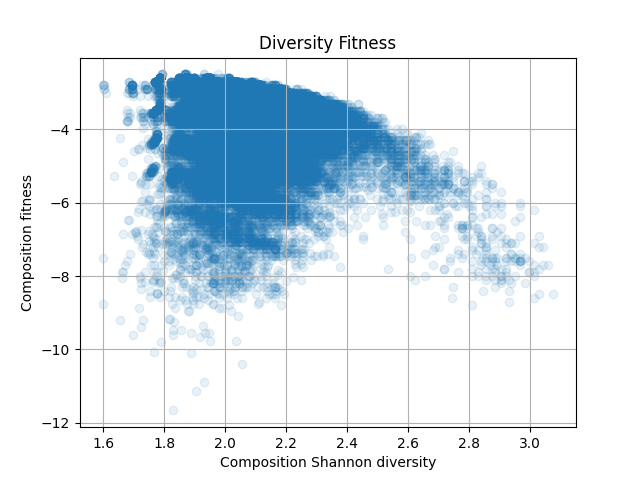 Diversity Fitness
Composition fitness
−4
−6
−8
−10
−12
1.6 1.8 2.0 2.2 2.4 2.6 2.8 3.0
Composition Shannon diversity